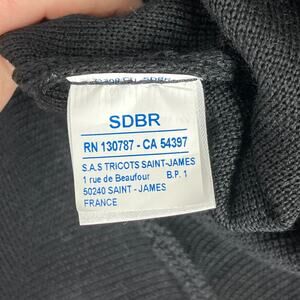 SDBR
RN 130787 - CA 54397
S.A.S TRICOTS SAINT-JAMES
1 rue de Beaufour B.P. 1
50240 SAINT - JAMES
FRANCE